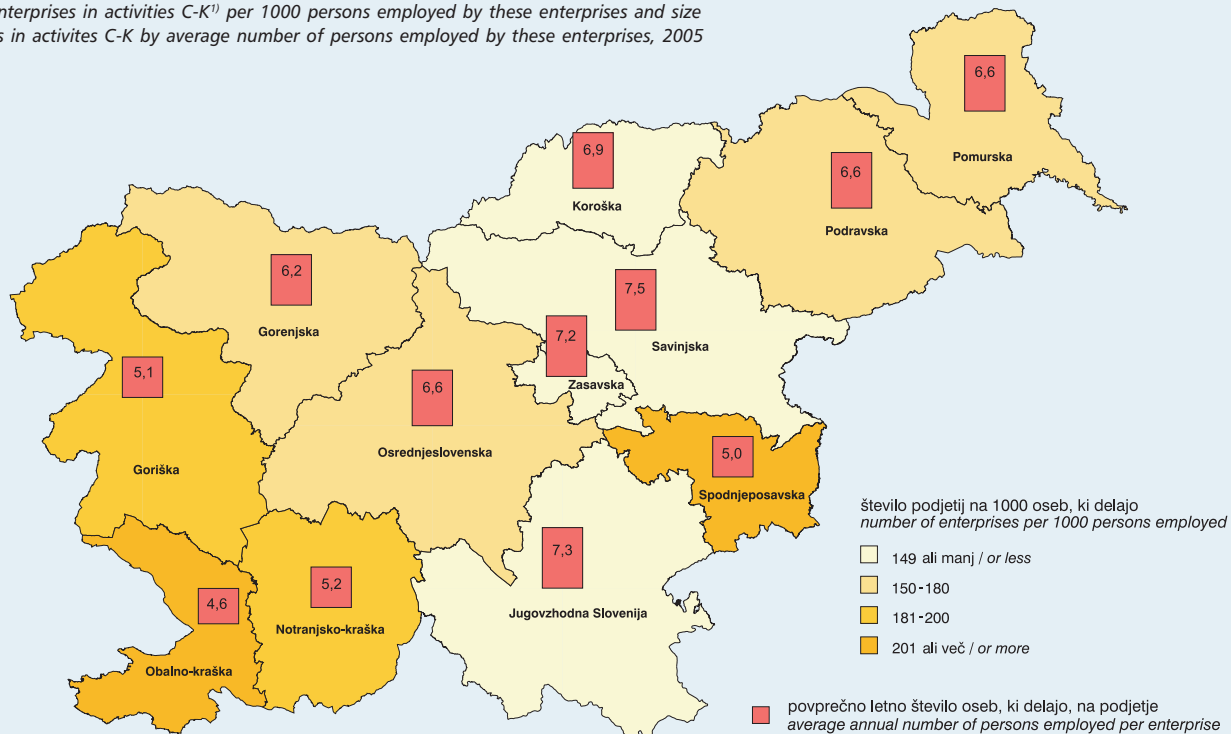 nterprises in activities C-K¹⁾ per 1000 persons employed by these enterprises and size
s in activites C-K by average number of persons employed by these enterprises, 2005
6,6
Pomurska
6,9
Koroška
6,6
Podravska
6,2
Gorenjska
7,5
Savinjska
7,2
Zasavska
5,1
Goriška
6,6
Osrednjeslovenska
5,0
Spodnjeposavska
7,3
Jugovzhodna Slovenija
5,2
Notranjsko-kraška
4,6
Obalno-kraška
število podjetij na 1000 oseb, ki delajo
number of enterprises per 1000 persons employed
149 ali manj / or less
150-180
181-200
201 ali več / or more
povprečno letno število oseb, ki delajo, na podjetje
average annual number of persons employed per enterprise